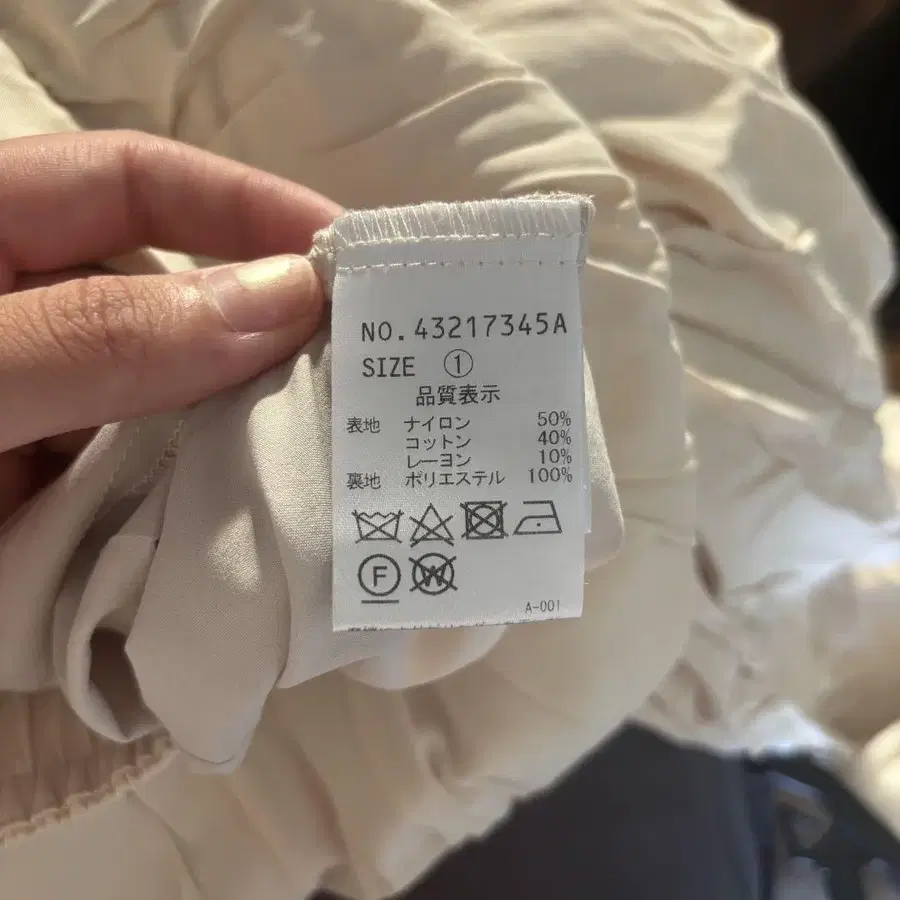 NO.43217345A
SIZE ①
品質表示
表地 ナイロン 50%
コットン 40%
レーヨン 10%
裏地 ポリエステル 100%
F W
A-001